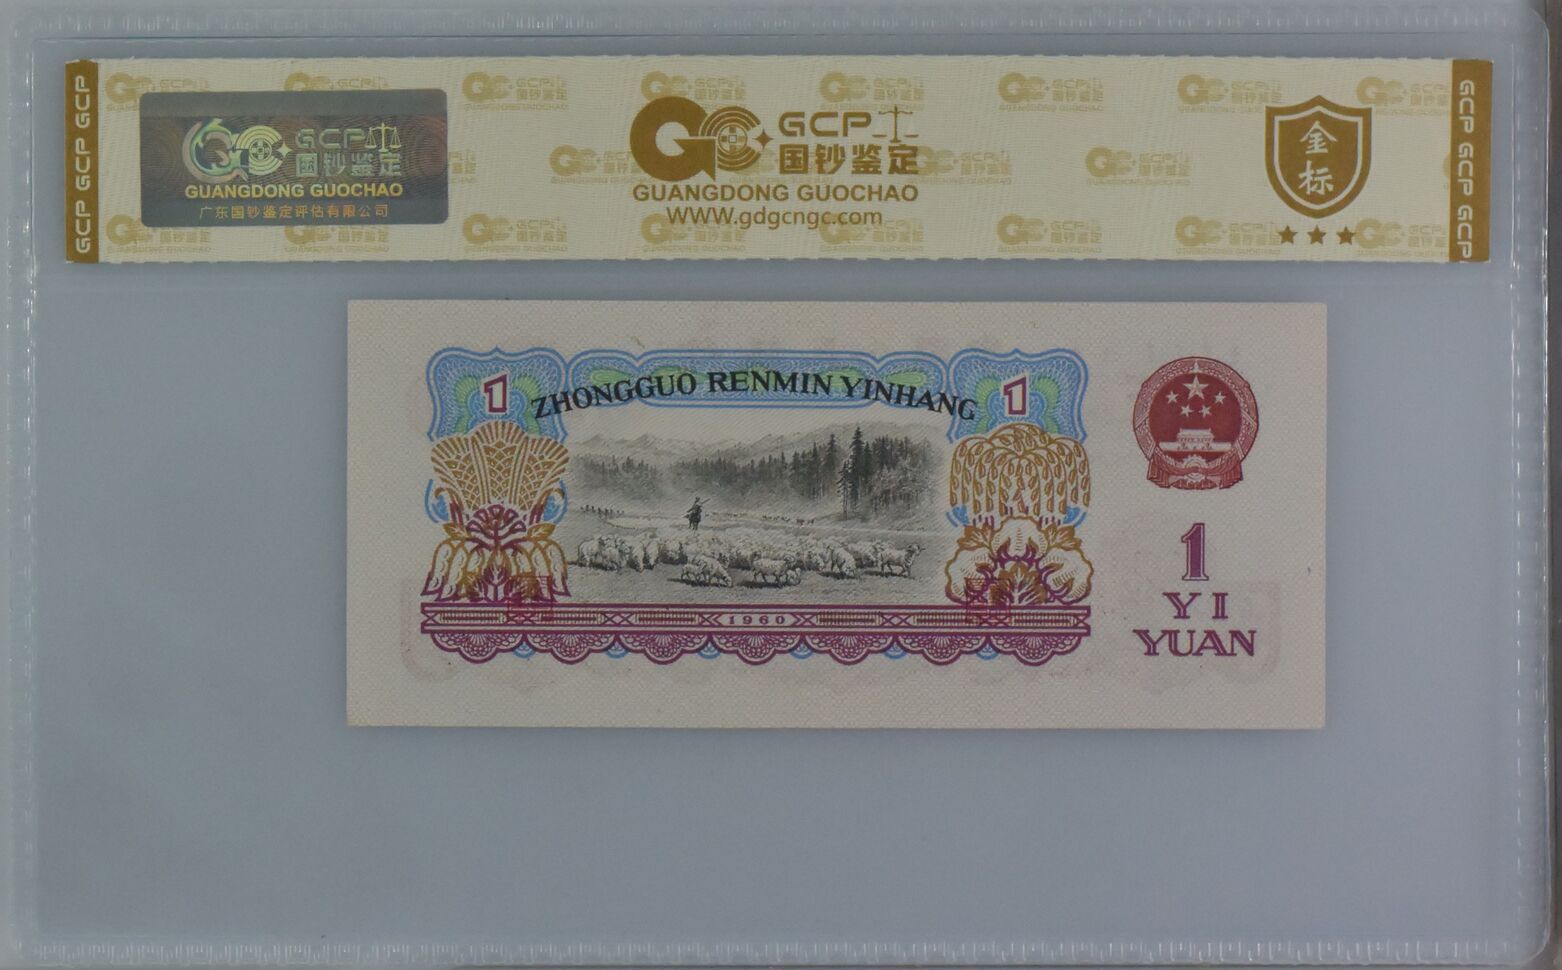 GCP GCP GCP
GCP
国钞鉴定
GUANGDONG GUOCHAO
广东国钞鉴定评估有限公司
GCP
国钞鉴定
GUANGDONG GUOCHAO
WWW.gdgcngc.com
金标
GCP GCP GCP
1
ZHONGGUO RENMIN YINHANG
1
1960
1
YI
YUAN